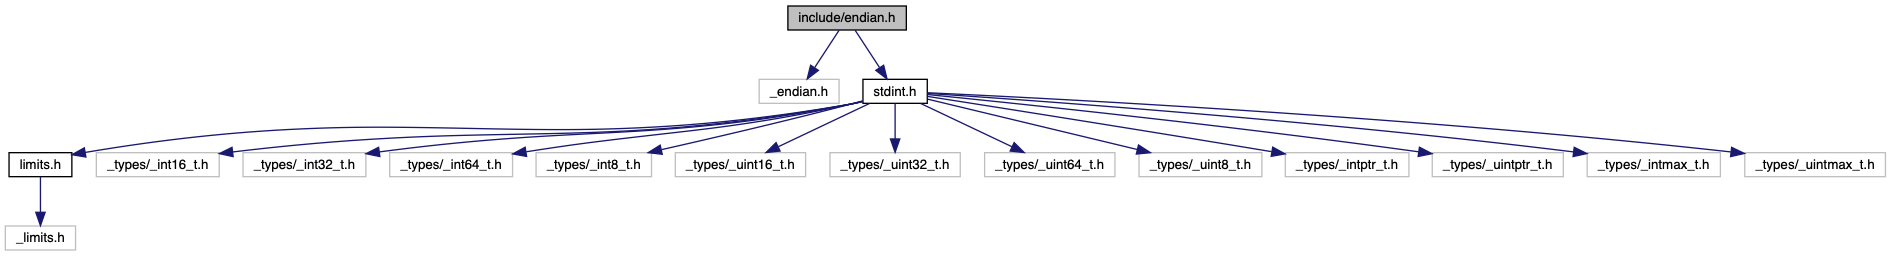 include/endian.h
_endian.h
stdint.h
limits.h
_types/_int16_t.h
_types/_int32_t.h
_types/_int64_t.h
_types/_int8_t.h
_types/_uint16_t.h
_types/_uint32_t.h
_types/_uint64_t.h
_types/_uint8_t.h
_types/_intptr_t.h
_types/_uintptr_t.h
_types/_intmax_t.h
_types/_uintmax_t.h
_limits.h